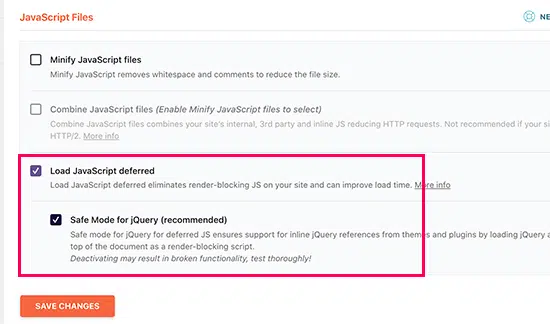 JavaScript Files
NE
Minify JavaScript files
Minify JavaScript removes whitespace and comments to reduce the file size.
Combine JavaScript files (Enable Minify JavaScript files to select)
Combine JavaScript files combines your site's internal, 3rd party and inline JS reducing HTTP requests. Not recommended if your si
HTTP/2. More info
Load JavaScript deferred
Load JavaScript deferred eliminates render-blocking JS on your site and can improve load time. More info
Safe Mode for jQuery (recommended)
Safe mode for jQuery for deferred JS ensures support for inline jQuery references from themes and plugins by loading jQuery a
top of the document as a render-blocking script.
Deactivating may result in broken functionality, test thoroughly!
SAVE CHANGES